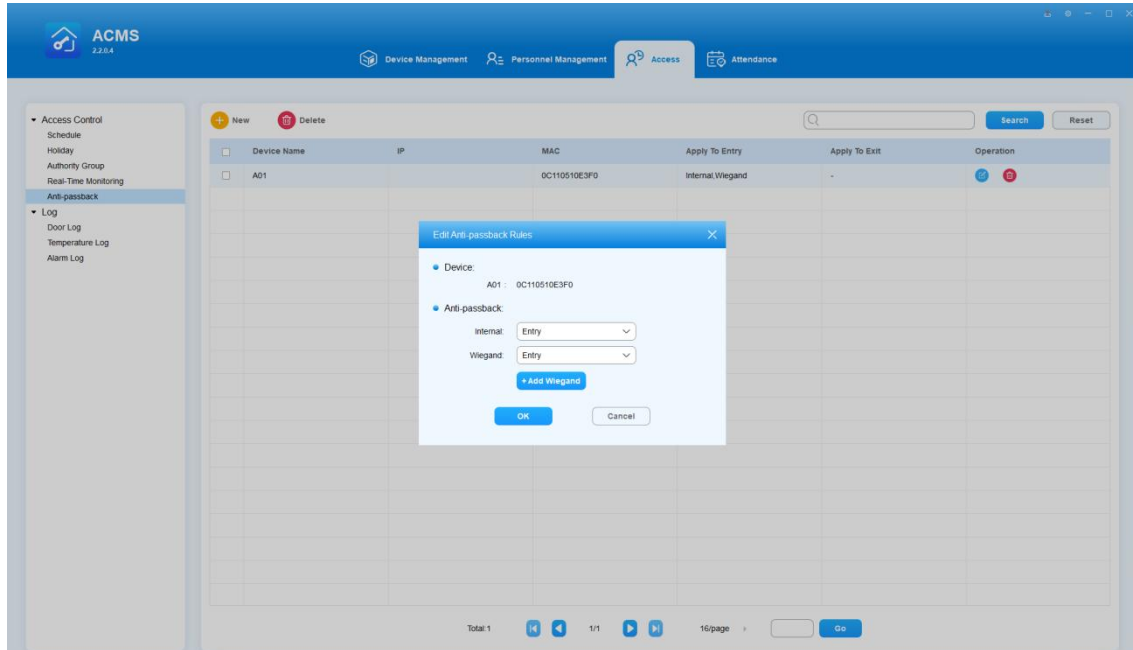 ACMS
2.2.0.4
Device Management
Personnel Management
Access
Attendance
Access Control
Schedule
Holiday
Authority Group
Real-Time Monitoring
Anti-passback
Log
Door Log
Temperature Log
Alarm Log
New Delete Search Reset
Device Name IP MAC Apply To Entry Apply To Exit Operation
A01 0C110510E3F0 Internal,Wiegand -
Edit Anti-passback Rules
Device:
A01 : 0C110510E3F0
Anti-passback:
Internal: Entry
Wiegand: Entry
+ Add Wiegand
OK Cancel
Total:1 1/1 16/page Go